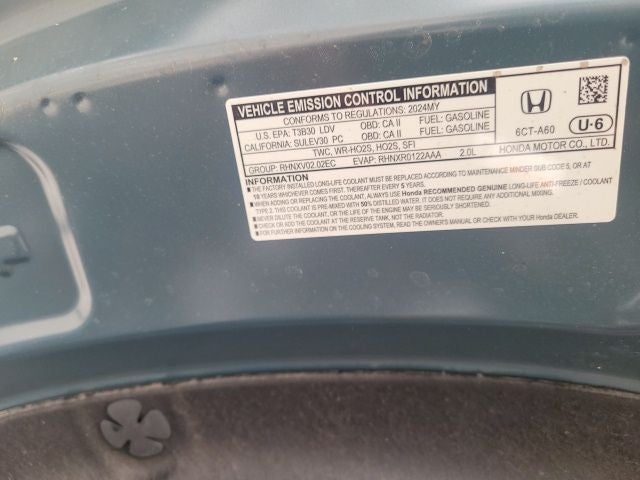 VEHICLE EMISSION CONTROL INFORMATION
CONFORMS TO REGULATIONS: 2024MY
U.S. EPA: T3B30 LDV OBD: CA II FUEL: GASOLINE
CALIFORNIA: SULEV30 PC OBD: CA II FUEL: GASOLINE
TWC, WR-HO2S, HO2S, SFI
GROUP: RHNXV02.02EC EVAP: RHNXR0122AAA 2.0L
6CT-A60
U·6
HONDA MOTOR CO., LTD.
INFORMATION
■ THE FACTORY INSTALLED LONG-LIFE COOLANT MUST BE REPLACED ACCORDING TO MAINTENANCE MINDER SUB CODE 5, OR AT
10 YEARS WHICHEVER COMES FIRST, THEREAFTER EVERY 5 YEARS.
■ WHEN ADDING OR REPLACING THE COOLANT, ALWAYS USE Honda RECOMMENDED GENUINE LONG-LIFE ANTI-FREEZE / COOLANT
TYPE 2. THIS COOLANT IS PRE-MIXED WITH 50% DISTILLED WATER. IT DOES NOT REQUIRE ANY ADDITIONAL MIXING.
■ NEVER DILUTE THE COOLANT, OR THE LIFE OF THE ENGINE MAY BE SERIOUSLY SHORTENED.
■ CHECK OR ADD THE COOLANT TO THE RESERVE TANK, NOT THE RADIATOR.
■ FOR FURTHER INFORMATION ON THE COOLING SYSTEM, READ THE OWNER'S MANUAL OR CHECK WITH YOUR Honda DEALER.